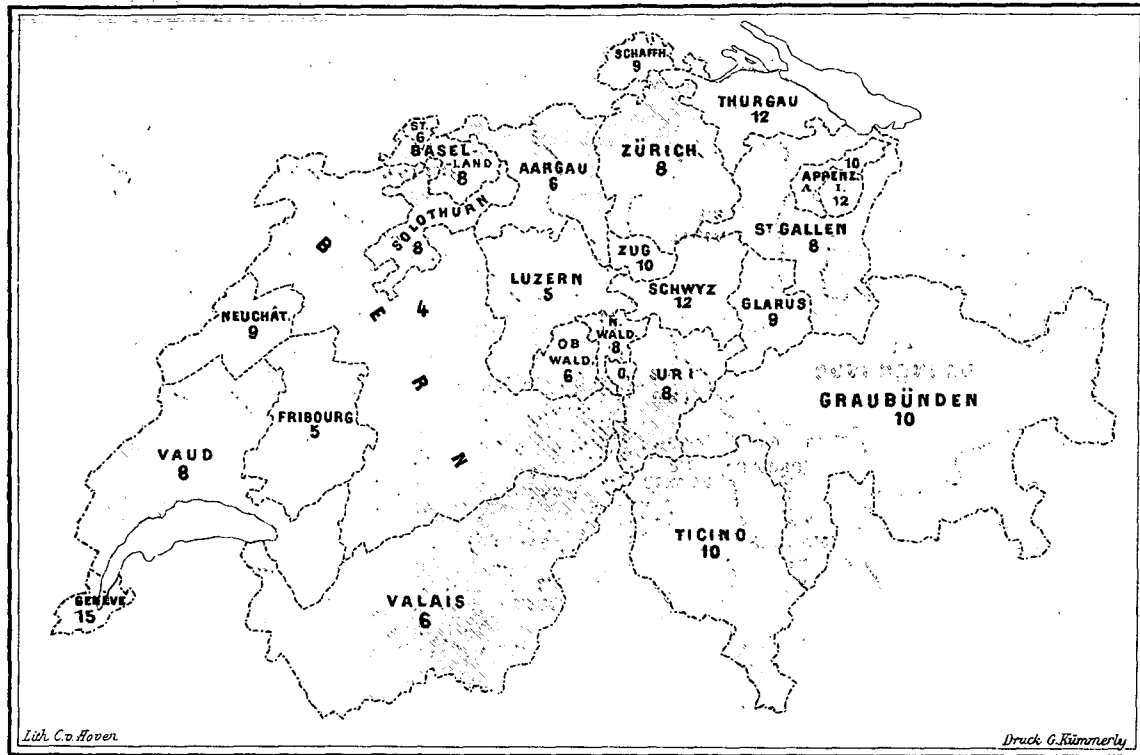 SCHAFFH.
9
THURGAU
12
ZÜRICH
8
ST.
6
BASEL-
-LAND
8
AARGAU
6
SOLOTHURN
8
10
APPENZ.
A. I.
12
ST GALLEN
8
ZUG
10
LUZERN
5
SCHWYZ
12
GLARUS
9
NEUCHÂT.
9
BERN
4
N.
WALD.
8
OB
WALD.
6
O.
URI
8
GRAUBÜNDEN
10
FRIBOURG
5
VAUD
8
TICINO
10
GENÈVE
15
VALAIS
6
Lith C.v. Hoven
Druck G.Kümmerly